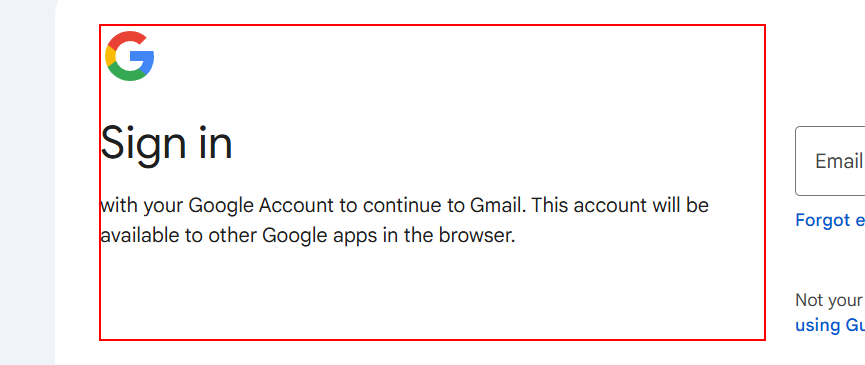 Sign in
with your Google Account to continue to Gmail. This account will be
available to other Google apps in the browser.
Email
Forgot e
Not your
using Gu